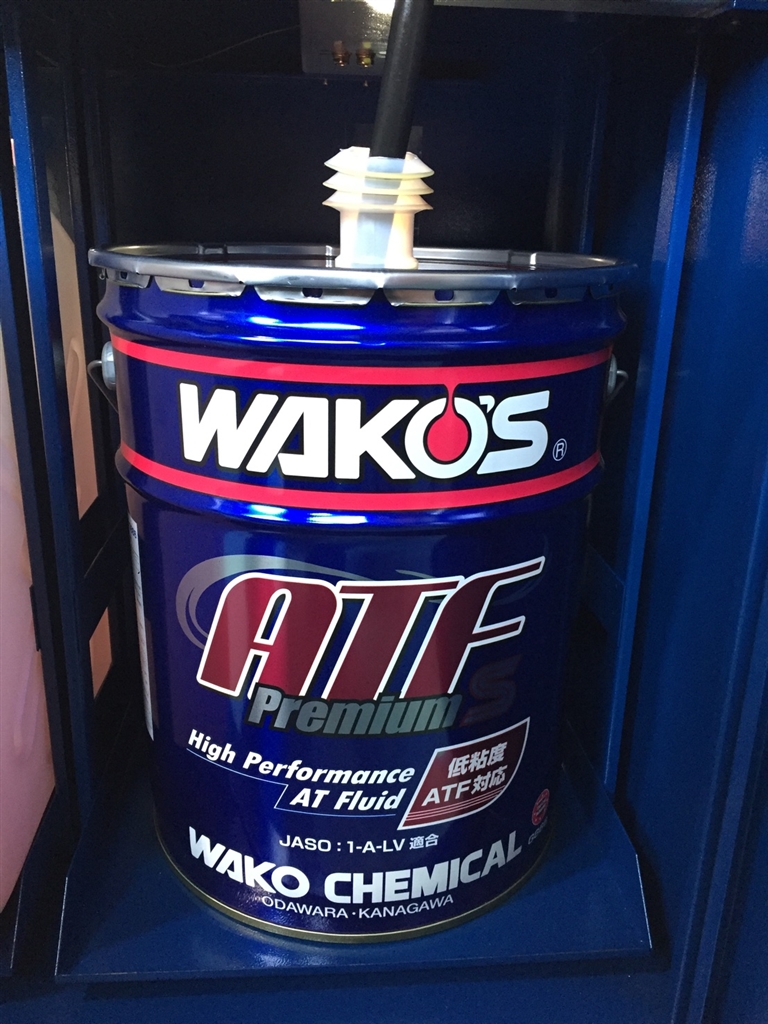 WAKO'S ®
ATF
Premium S
High Performance
AT Fluid
低粘度
ATF対応
JASO : 1-A-LV 適合
WAKO CHEMICAL
ODAWARA・KANAGAWA